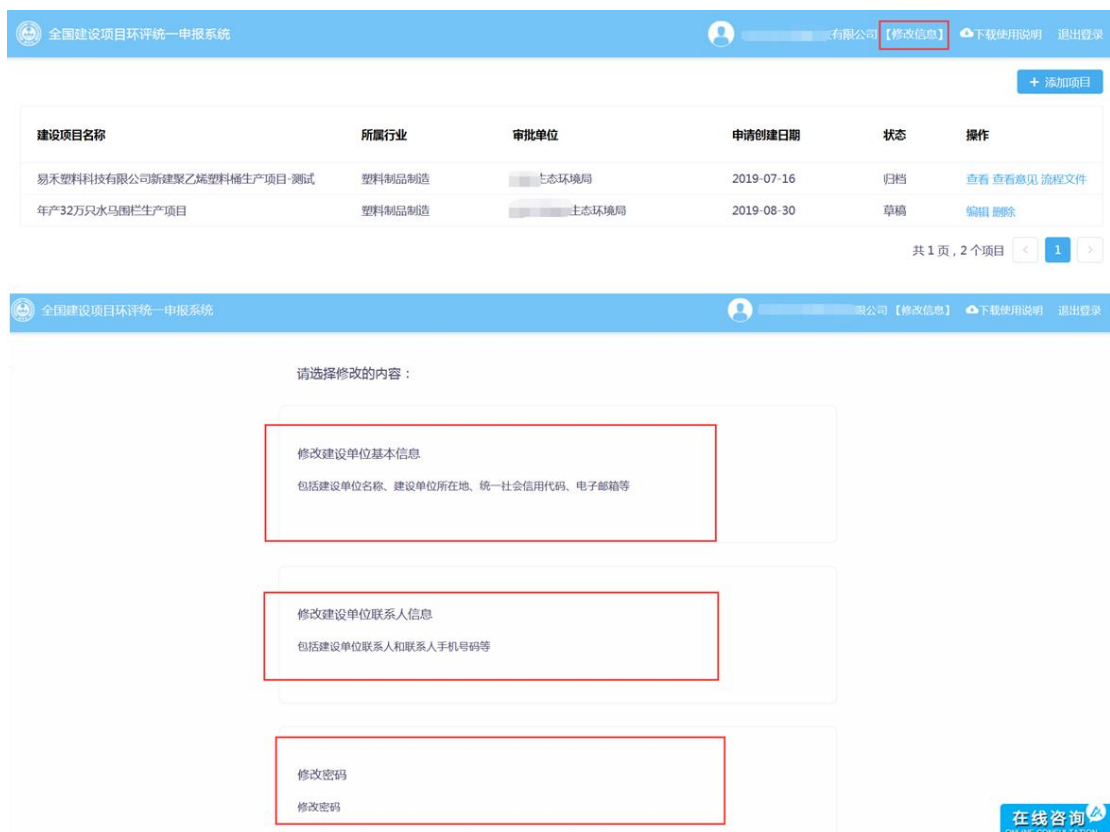 全国建设项目环评统一申报系统 有限公司【修改信息】 下载使用说明 退出登录
+ 添加项目
建设项目名称 所属行业 审批单位 申请创建日期 状态 操作
易禾塑料科技有限公司新建聚乙烯塑料桶生产项目-测试 塑料制品制造 生态环境局 2019-07-16 归档 查看 查看意见 流程文件
年产32万只水马围栏生产项目 塑料制品制造 生态环境局 2019-08-30 草稿 编辑 删除
共 1 页,2 个项目 < 1 >
全国建设项目环评统一申报系统 限公司【修改信息】 下载使用说明 退出登录
请选择修改的内容:
修改建设单位基本信息
包括建设单位名称、建设单位所在地、统一社会信用代码、电子邮箱等
修改建设单位联系人信息
包括建设单位联系人和联系人手机号码等
修改密码
修改密码
在线咨询
ONLINE CONSULTATION